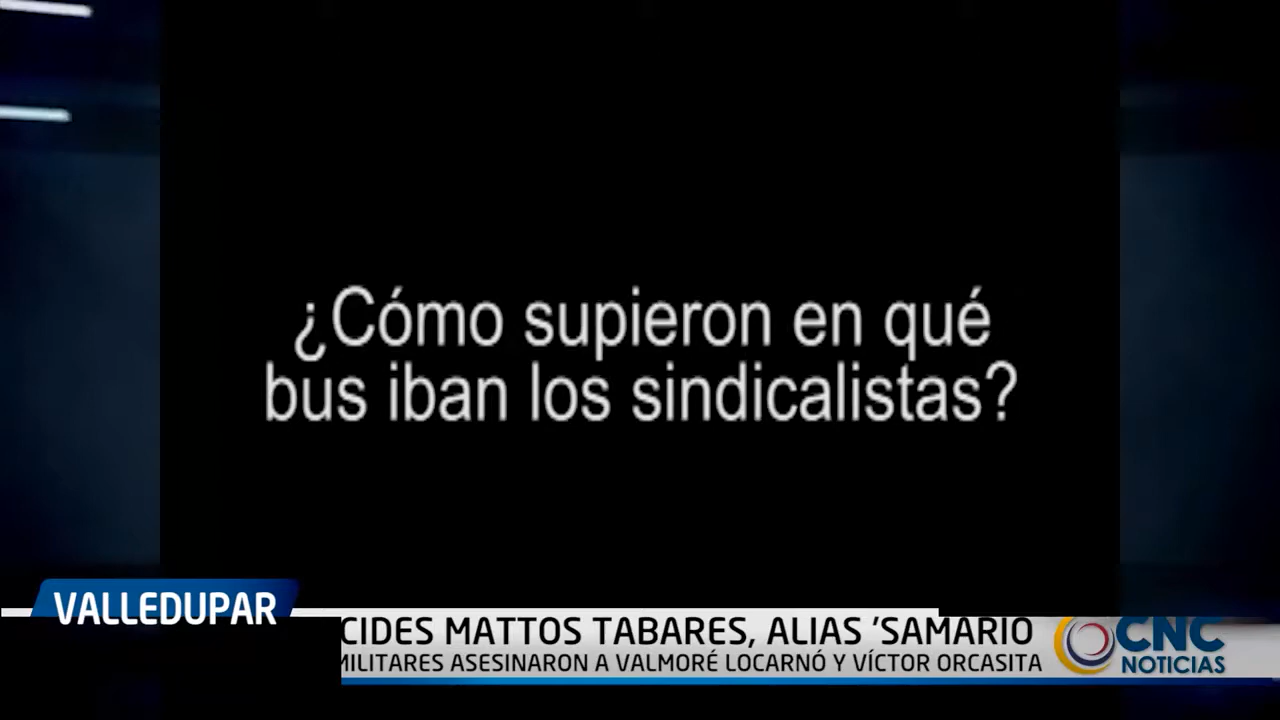 ¿Cómo supieron en qué
bus iban los sindicalistas?
VALLEDUPAR
CIDES MATTOS TABARES, ALIAS ‘SAMARIO
MILITARES ASESINARON A VALMORÉ LOCARNÓ Y VÍCTOR ORCASITA
CNC
NOTICIAS